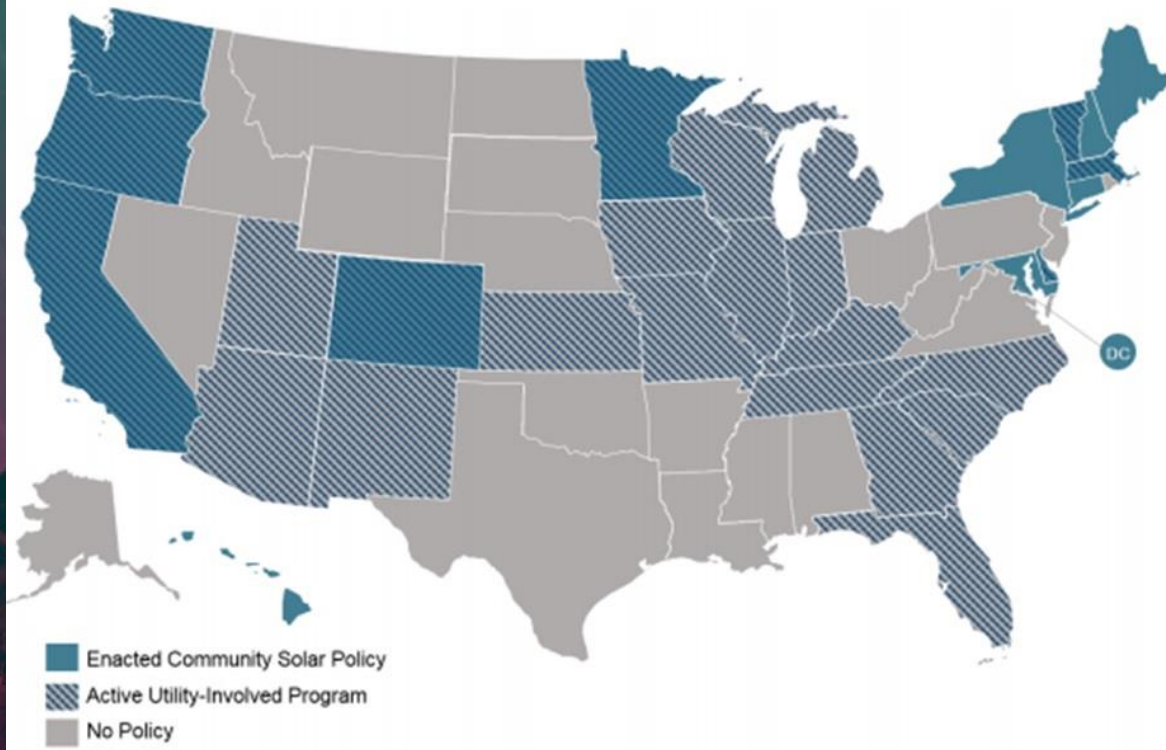 DC
Enacted Community Solar Policy
Active Utility-Involved Program
No Policy